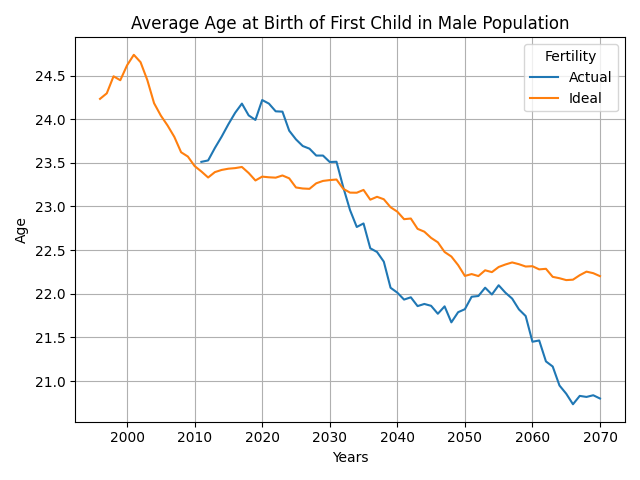 Average Age at Birth of First Child in Male Population
Fertility
Actual
Ideal
Age
24.5
24.0
23.5
23.0
22.5
22.0
21.5
21.0
2000 2010 2020 2030 2040 2050 2060 2070
Years